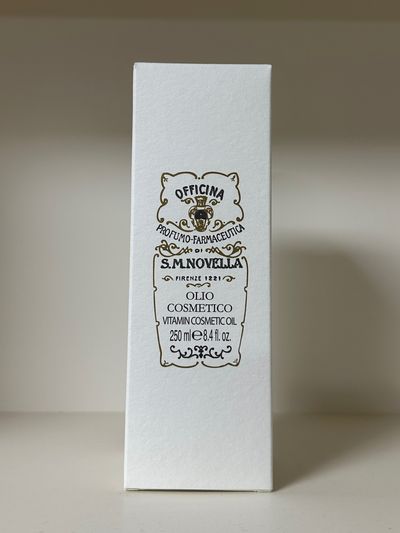 OFFICINA
PROFUMO-FARMACEUTICA
DI
S.M.NOVELLA
FIRENZE 1221
OLIO
COSMETICO
VITAMIN COSMETIC OIL
250 ml ℮ 8.4 fl. oz.